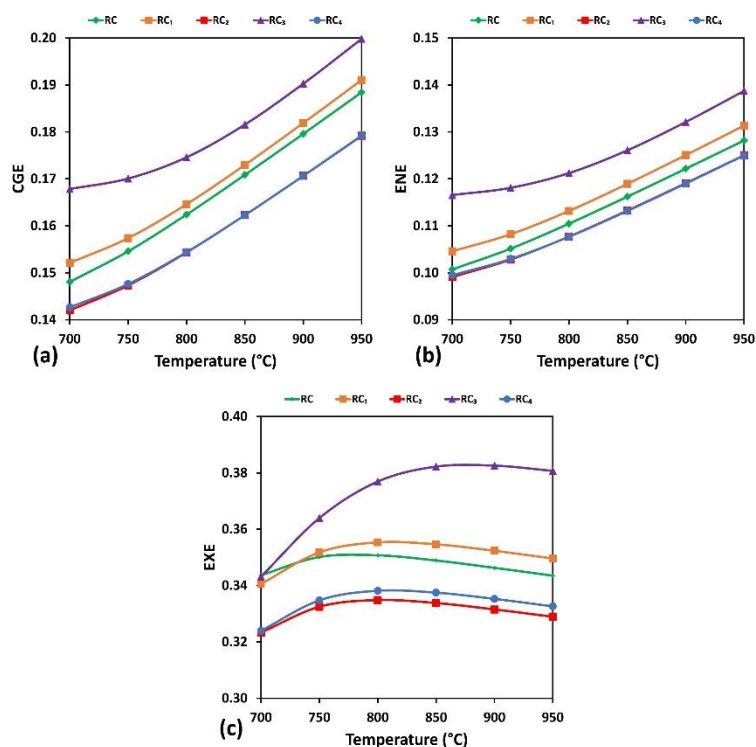 RC RC₁ RC₂ RC₃ RC₄
0.20
0.19
0.18
0.17
0.16
0.15
0.14
CGE
700 750 800 850 900 950
Temperature (°C)
(a)
RC RC₁ RC₂ RC₃ RC₄
0.15
0.14
0.13
0.12
0.11
0.10
0.09
ENE
700 750 800 850 900 950
Temperature (°C)
(b)
RC RC₁ RC₂ RC₃ RC₄
0.40
0.38
0.36
0.34
0.32
0.30
EXE
700 750 800 850 900 950
Temperature (°C)
(c)